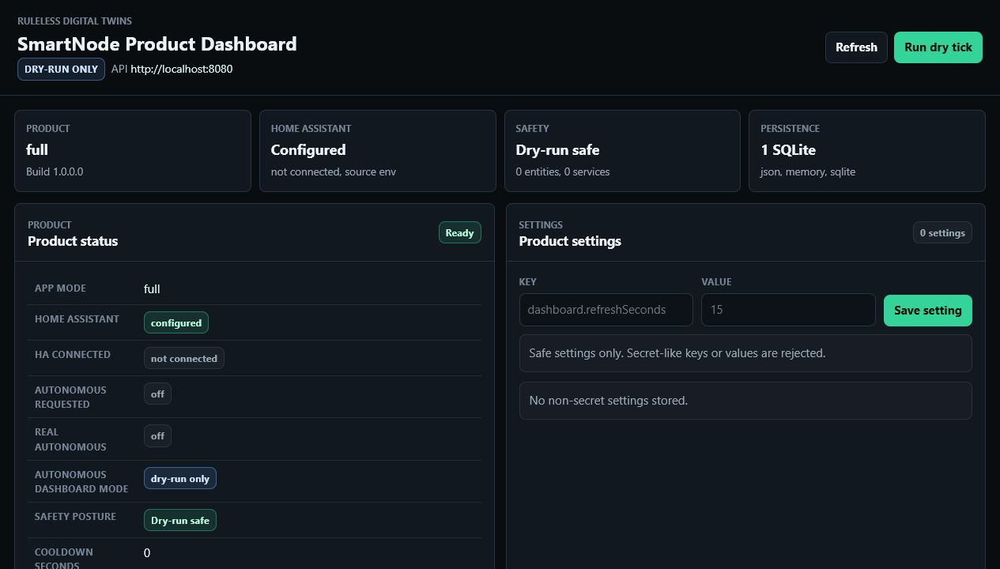 RULELESS DIGITAL TWINS
SmartNode Product Dashboard
DRY-RUN ONLY API http://localhost:8080
Refresh
Run dry tick
PRODUCT
full
Build 1.0.0.0
HOME ASSISTANT
Configured
not connected, source env
SAFETY
Dry-run safe
0 entities, 0 services
PERSISTENCE
1 SQLite
json, memory, sqlite
PRODUCT
Product status
Ready
APP MODE full
HOME ASSISTANT configured
HA CONNECTED not connected
AUTONOMOUS
REQUESTED
off
REAL
AUTONOMOUS
off
AUTONOMOUS
DASHBOARD MODE
dry-run only
SAFETY POSTURE Dry-run safe
COOLDOWN
SECONDS
0
SETTINGS
Product settings
0 settings
KEY
dashboard.refreshSeconds
VALUE
15
Save setting
Safe settings only. Secret-like keys or values are rejected.
No non-secret settings stored.